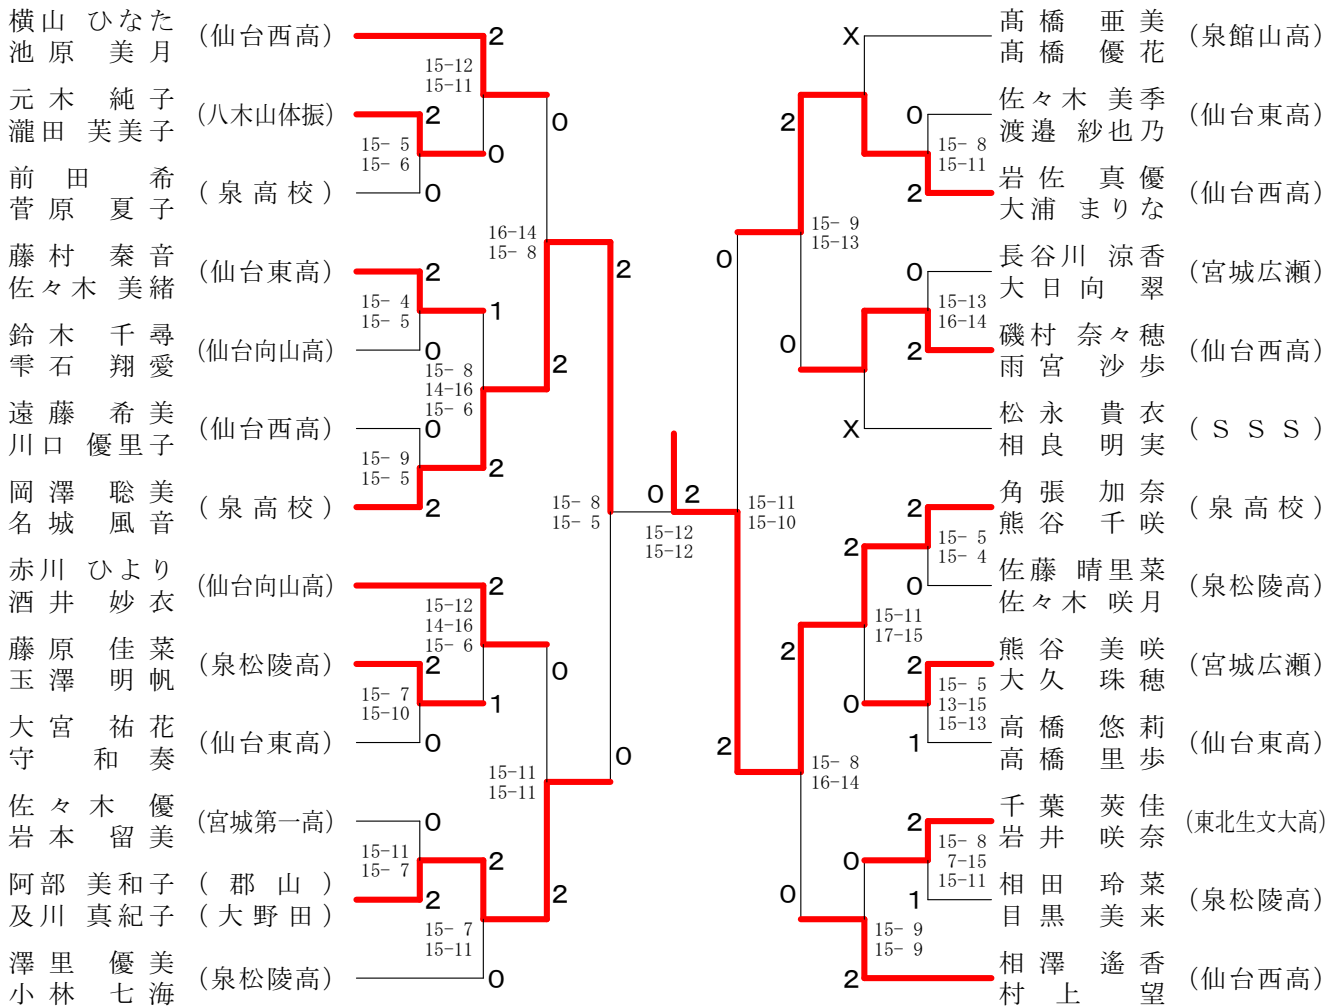 横山 ひなた
池原 美月
(仙台西高)
2
15-12
15-11
元木 純子
瀧田 芙美子
(八木山体振)
2
0
15- 5
15- 6
0
前田 希
菅原 夏子
(泉高校)
0
16-14
15- 8
藤村 秦音
佐々木 美緒
(仙台東高)
2
2
15- 4
15- 5
1
鈴木 千尋
雫石 翔愛
(仙台向山高)
0
15- 8
14-16
15- 6
2
遠藤 希美
川口 優里子
(仙台西高)
0
15- 9
15- 5
2
岡澤 聡美
名城 風音
(泉高校)
2
15- 8
15- 5
0
2
15-12
15-12
赤川 ひより
酒井 妙衣
(仙台向山高)
2
15-12
14-16
15- 6
藤原 佳菜
玉澤 明帆
(泉松陵高)
2
0
15- 7
15-10
1
大宮 祐花
守 和奏
(仙台東高)
0
0
15-11
15-11
佐々木 優
岩本 留美
(宮城第一高)
0
15-11
15- 7
2
阿部 美和子
及川 真紀子
(郡山)
(大野田)
2
2
15- 7
15-11
澤里 優美
小林 七海
(泉松陵高)
0
X
髙橋 亜美
髙橋 優花
(泉館山高)
2
0
佐々木 美季
渡邉 紗也乃
(仙台東高)
15- 8
15-11
2
岩佐 真優
大浦 まりな
(仙台西高)
15- 9
15-13
0
0
長谷川 涼香
大日向 翠
(宮城広瀬)
15-13
16-14
0
2
磯村 奈々穂
雨宮 沙歩
(仙台西高)
X
松永 貴衣
相良 明実
(SSS)
15-11
15-10
2
角張 加奈
熊谷 千咲
(泉高校)
2
15- 5
15- 4
0
佐藤 晴里菜
佐々木 咲月
(泉松陵高)
15-11
17-15
2
2
熊谷 美咲
大久 珠穂
(宮城広瀬)
0
15- 5
13-15
15-13
1
高橋 悠莉
高橋 里歩
(仙台東高)
2
15- 8
16-14
2
千葉 英佳
岩井 咲奈
(東北生文大高)
0
15- 8
7-15
15-11
0
1
相田 玲菜
目黒 美来
(泉松陵高)
15- 9
15- 9
2
相澤 遙香
村上 望
(仙台西高)